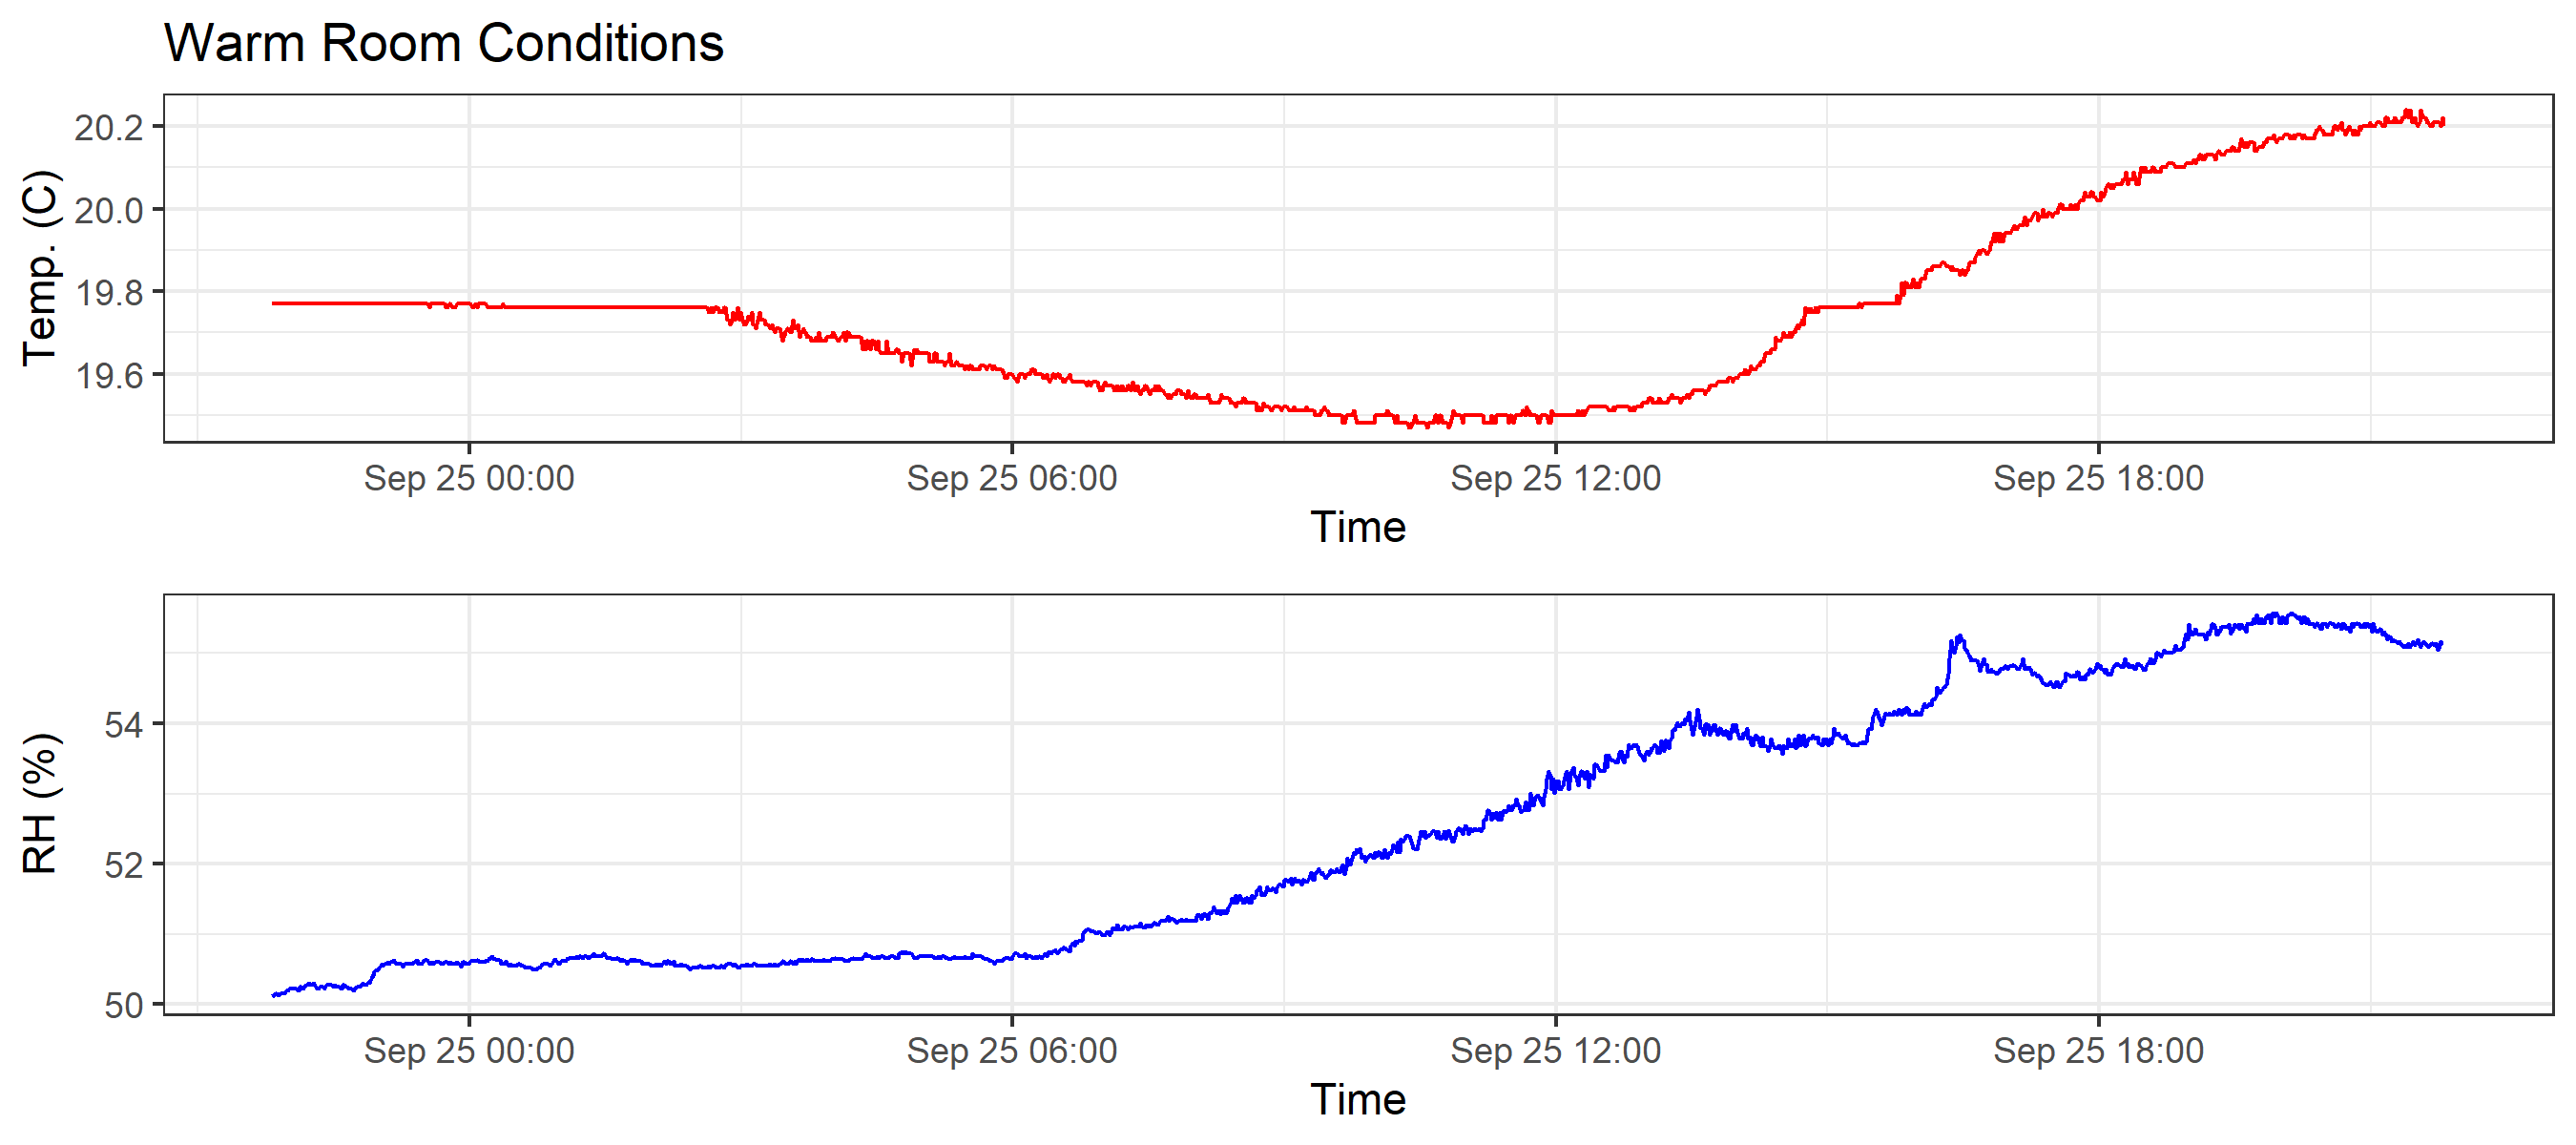 Warm Room Conditions
Temp. (C)
20.2
20.0
19.8
19.6
Sep 25 00:00 Sep 25 06:00 Sep 25 12:00 Sep 25 18:00
Time
RH (%)
54
52
50
Sep 25 00:00 Sep 25 06:00 Sep 25 12:00 Sep 25 18:00
Time